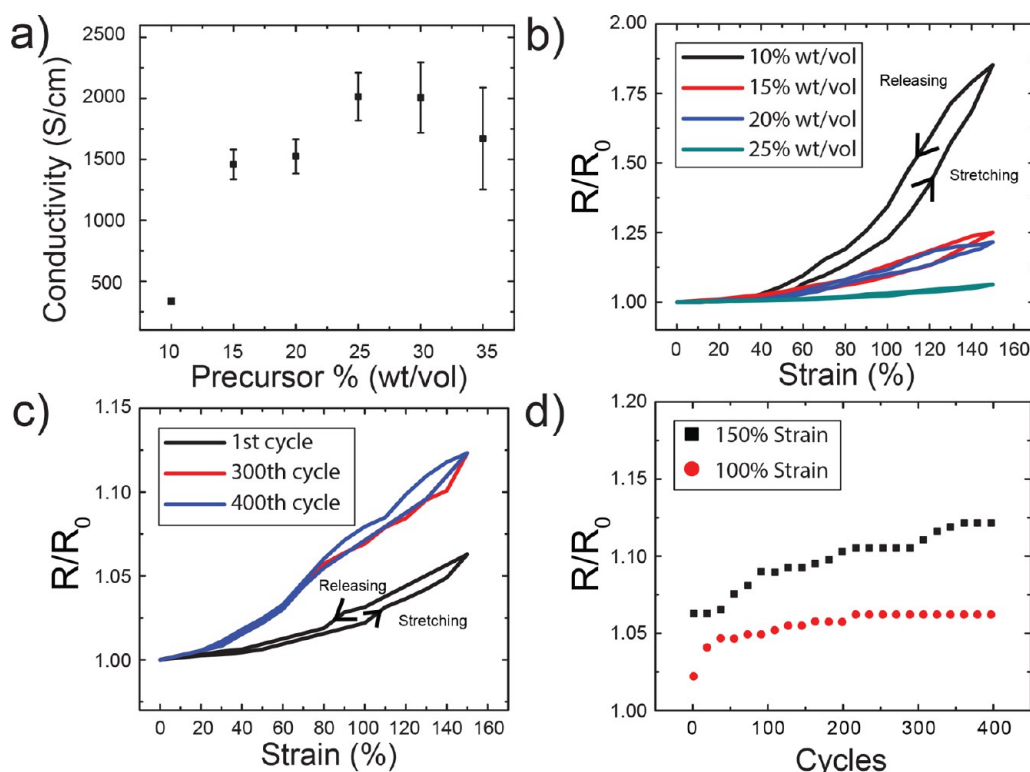 a)
2500
2000
1500
1000
500
Conductivity (S/cm)
10 15 20 25 30 35
Precursor % (wt/vol)
b)
2.00
1.75
1.50
1.25
1.00
R/R0
10% wt/vol
15% wt/vol
20% wt/vol
25% wt/vol
Releasing
Stretching
0 20 40 60 80 100 120 140 160
Strain (%)
c)
1.15
1.10
1.05
1.00
R/R0
1st cycle
300th cycle
400th cycle
Releasing
Stretching
0 20 40 60 80 100 120 140 160
Strain (%)
d)
1.20
1.15
1.10
1.05
1.00
R/R0
150% Strain
100% Strain
0 100 200 300 400
Cycles